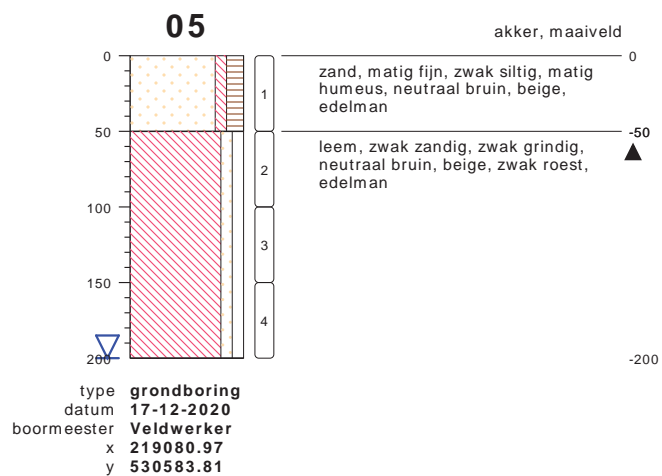 05
akker, maaiveld
0
0
zand, matig fijn, zwak siltig, matig
humeus, neutraal bruin, beige,
edelman
1
50
-50
leem, zwak zandig, zwak grindig,
neutraal bruin, beige, zwak roest,
edelman
2
100
3
150
4
200
-200
type grondboring
datum 17-12-2020
boormeester Veldwerker
x 219080.97
y 530583.81